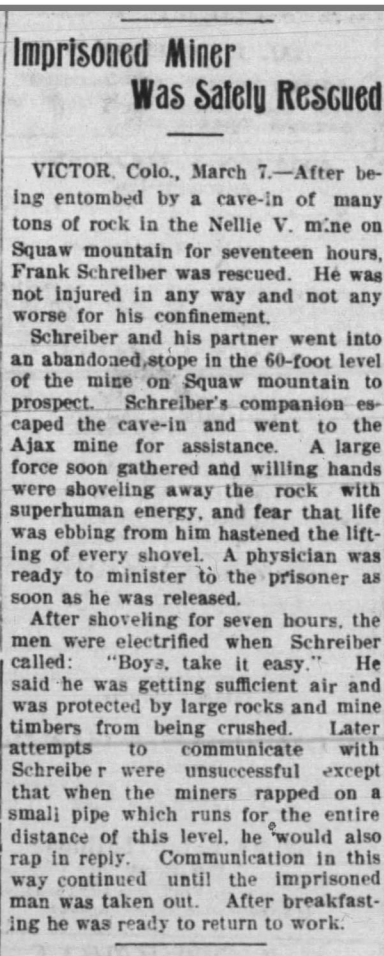 Imprisoned Miner
Was Safely Rescued
VICTOR, Colo., March 7.—After be-
ing entombed by a cave-in of many
tons of rock in the Nellie V. mine on
Squaw mountain for seventeen hours,
Frank Schreiber was rescued. He was
not injured in any way and not any
worse for his confinement.
Schreiber and his partner went into
an abandoned stope in the 60-foot level
of the mine on Squaw mountain to
prospect. Schreiber's companion es-
caped the cave-in and went to the
Ajax mine for assistance. A large
force soon gathered and willing hands
were shoveling away the rock with
superhuman energy, and fear that life
was ebbing from him hastened the lift-
ing of every shovel. A physician was
ready to minister to the prisoner as
soon as he was released.
After shoveling for seven hours, the
men were electrified when Schreiber
called: "Boys, take it easy." He
said he was getting sufficient air and
was protected by large rocks and mine
timbers from being crushed. Later
attempts to communicate with
Schreiber were unsuccessful except
that when the miners rapped on a
small pipe which runs for the entire
distance of this level, he would also
rap in reply. Communication in this
way continued until the imprisoned
man was taken out. After breakfast-
ing he was ready to return to work.